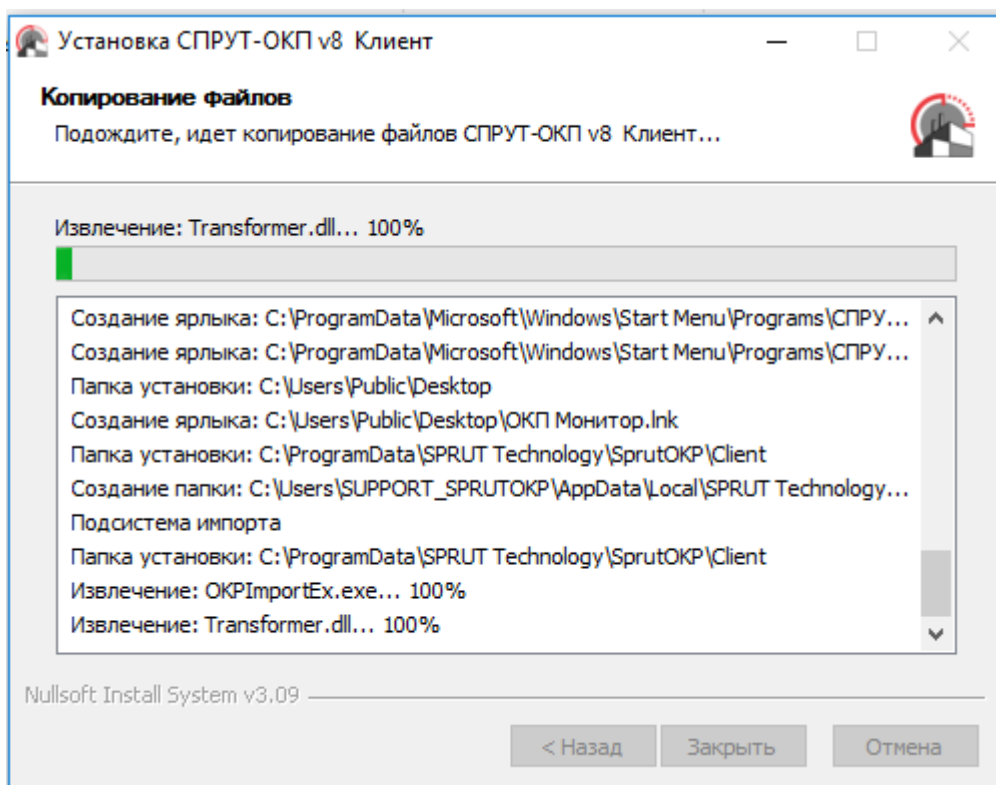 Установка СПРУТ-ОКП v8 Клиент
Копирование файлов
Подождите, идет копирование файлов СПРУТ-ОКП v8 Клиент...
Извлечение: Transformer.dll... 100%
Создание ярлыка: C:\ProgramData\Microsoft\Windows\Start Menu\Programs\СПРУ...
Создание ярлыка: C:\ProgramData\Microsoft\Windows\Start Menu\Programs\СПРУ...
Папка установки: C:\Users\Public\Desktop
Создание ярлыка: C:\Users\Public\Desktop\ОКП Монитор.lnk
Папка установки: C:\ProgramData\SPRUT Technology\SprutOKP\Client
Создание папки: C:\Users\SUPPORT_SPRUTOKP\AppData\Local\SPRUT Technology...
Подсистема импорта
Папка установки: C:\ProgramData\SPRUT Technology\SprutOKP\Client
Извлечение: OKPImportEx.exe... 100%
Извлечение: Transformer.dll... 100%
Nullsoft Install System v3.09
< Назад Закрыть Отмена